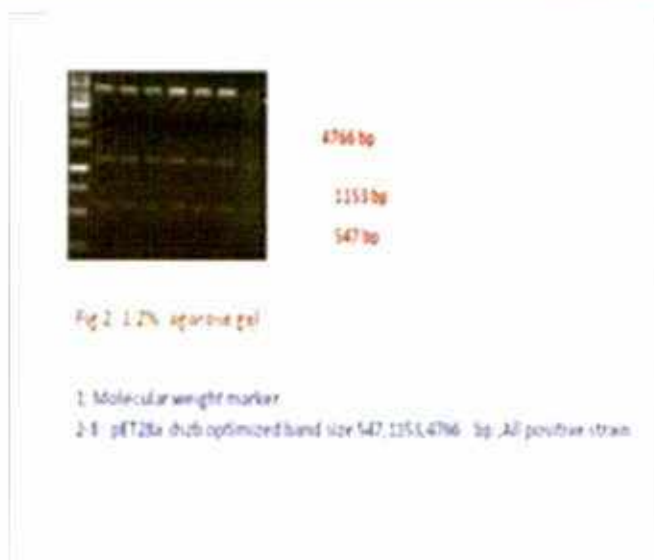 4766 bp
1153 bp
547 bp
Fig 2 1.2% agarose gel
1 Molecular weight marker
2-8 pET28a optimized band size 547,1153,4766 bp ,All positive strain